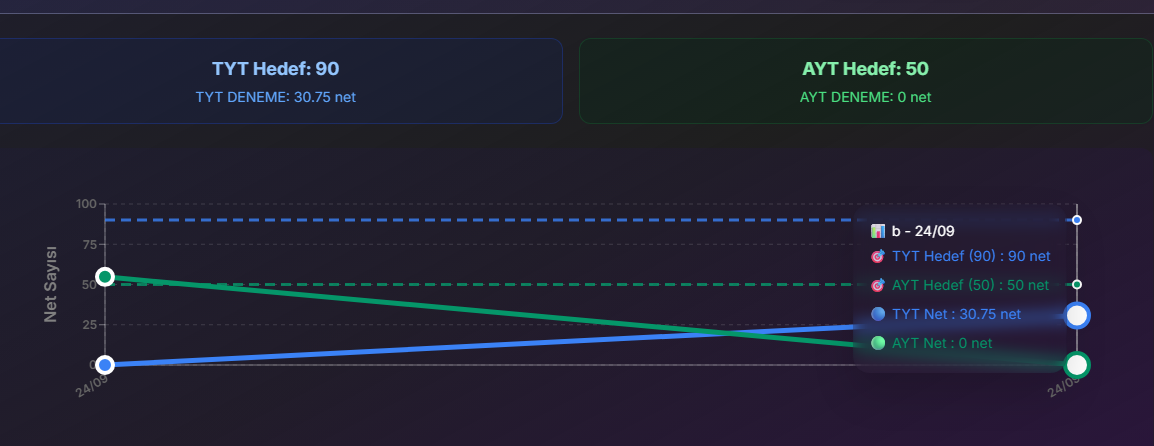 TYT Hedef: 90
TYT DENEME: 30.75 net
AYT Hedef: 50
AYT DENEME: 0 net
Net Sayısı
100
75
50
25
0
24/09
24/09
b - 24/09
TYT Hedef (90) : 90 net
AYT Hedef (50) : 50 net
TYT Net : 30.75 net
AYT Net : 0 net